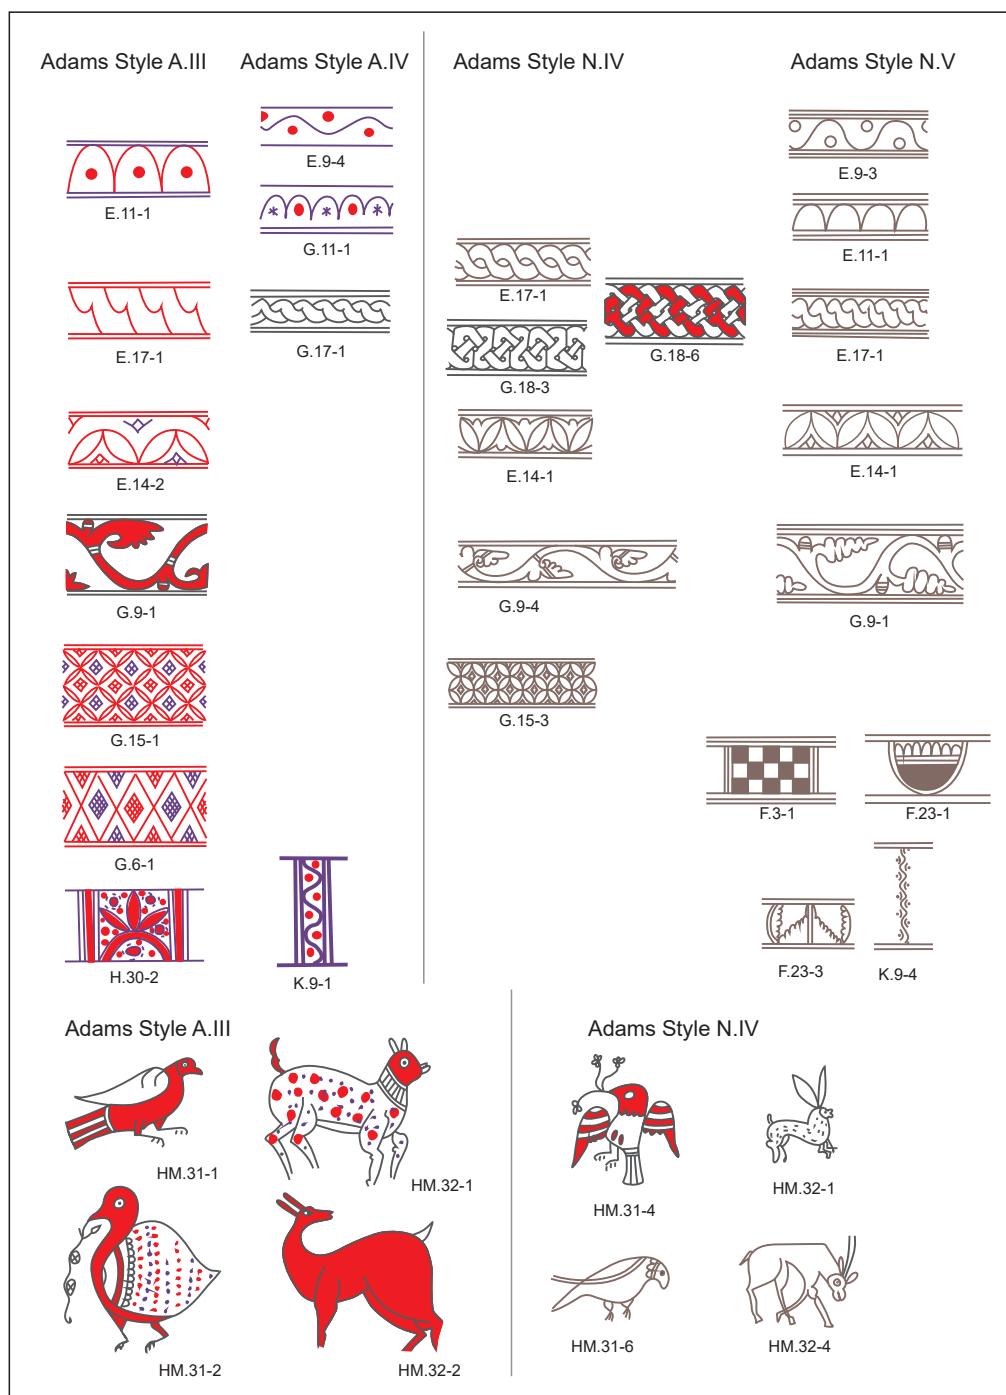 Adams Style A.III
Adams Style A.IV
Adams Style N.IV
Adams Style N.V
E.11-1
E.9-4
E.9-3
G.11-1
E.11-1
E.17-1
G.17-1
E.17-1
G.18-6
E.17-1
G.18-3
E.14-2
E.14-1
E.14-1
G.9-1
G.9-4
G.9-1
G.15-1
G.15-3
F.3-1
F.23-1
G.6-1
H.30-2
K.9-1
F.23-3
K.9-4
Adams Style A.III
Adams Style N.IV
HM.31-1
HM.32-1
HM.31-4
HM.32-1
HM.31-2
HM.32-2
HM.31-6
HM.32-4